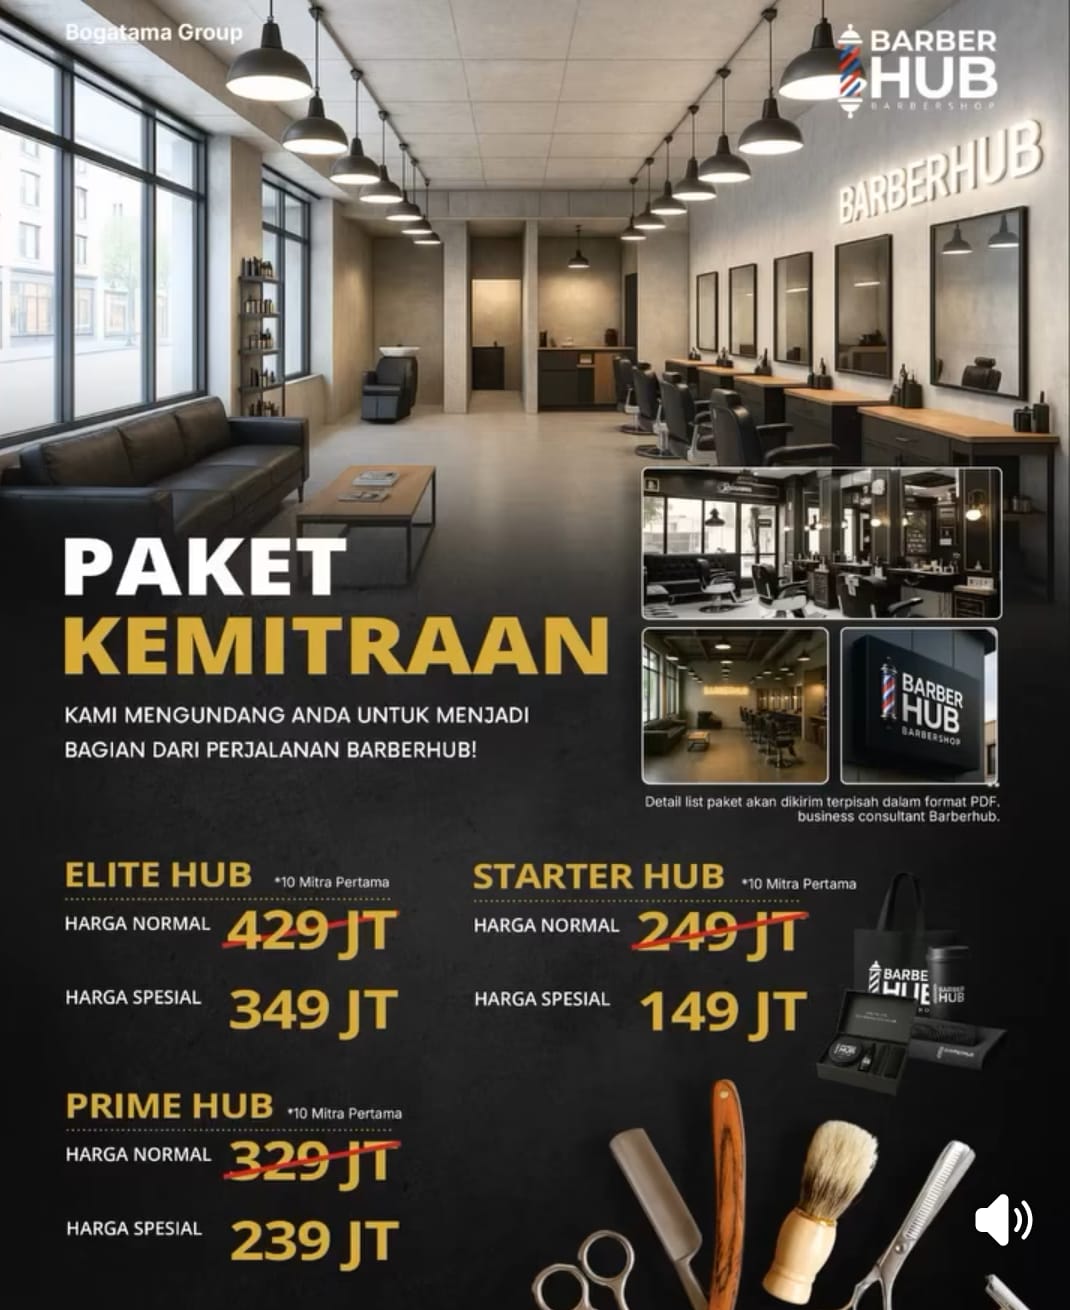 Bogatama Group
BARBER
HUB
BARBERSHOP
BARBERHUB
PAKET
KEMITRAAN
KAMI MENGUNDANG ANDA UNTUK MENJADI
BAGIAN DARI PERJALANAN BARBERHUB!
BARBER
HUB
BARBERSHOP
Detail list paket akan dikirim terpisah dalam format PDF.
business consultant Barberhub.
ELITE HUB *10 Mitra Pertama
HARGA NORMAL 429 JT
HARGA SPESIAL 349 JT
STARTER HUB *10 Mitra Pertama
HARGA NORMAL 249 JT
HARGA SPESIAL 149 JT
PRIME HUB *10 Mitra Pertama
HARGA NORMAL 329 JT
HARGA SPESIAL 239 JT